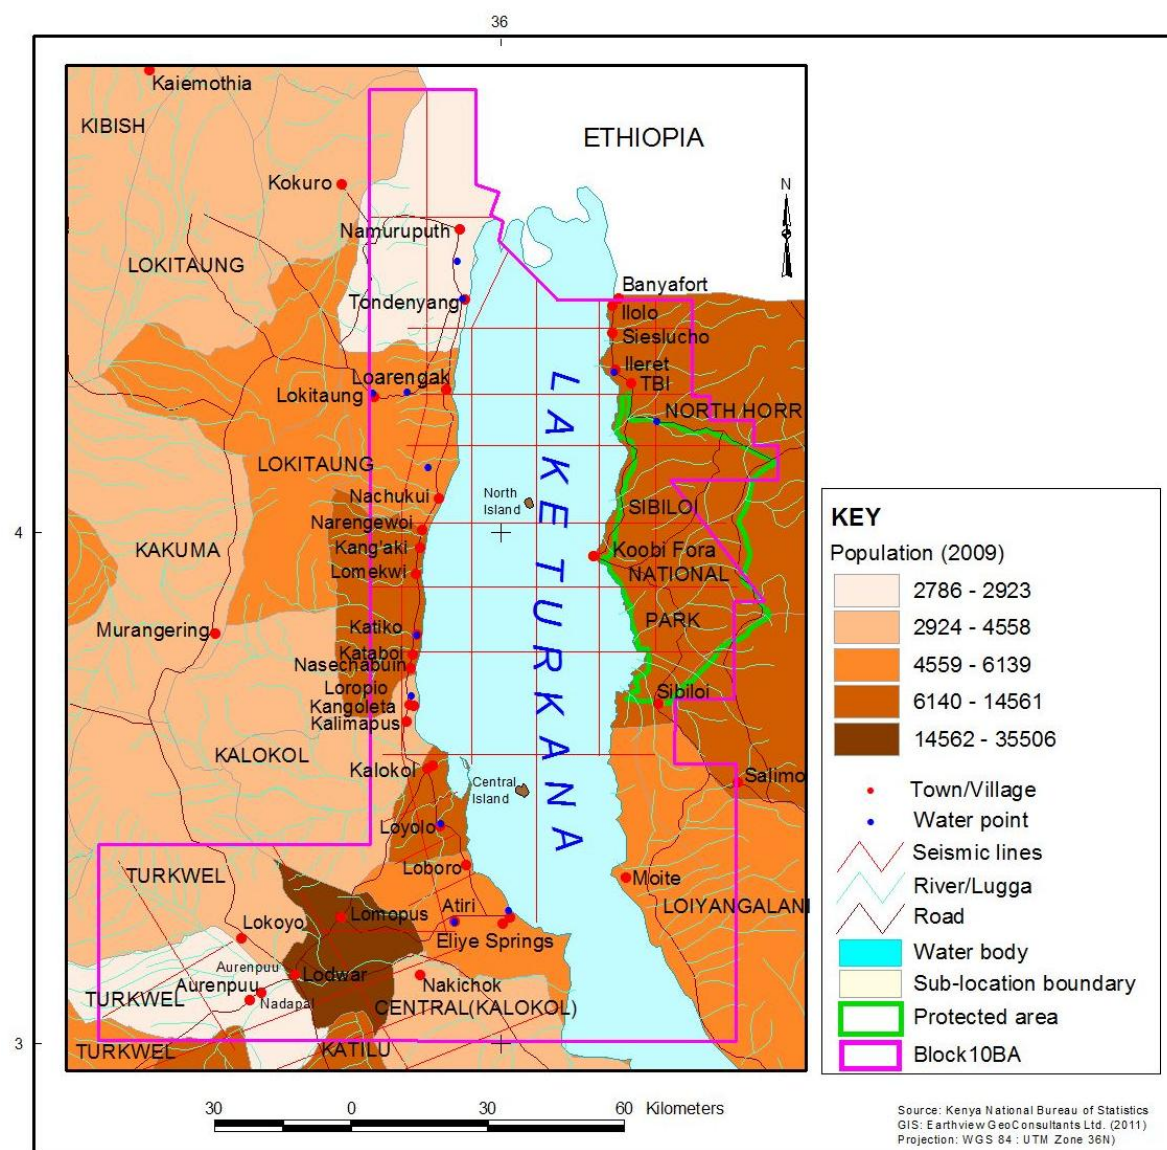 36
Kaiemothia
KIBISH
ETHIOPIA
Kokuro
N
Namuruputh
LOKITAUNG
Tondenyang
Banyafort
Ilolo
Sieslucho
Ileret
TBI
Loarengak
Lokitaung
NORTH HORR
LAKE TURKANA
LOKITAUNG
Nachukui
North
Island
SIBILOI
Narengewoi
4
KAKUMA
Kang'aki
Koobi Fora
Lomekwi
NATIONAL
Murangering
Katiko
PARK
Kataboi
Nasechabuin
Loropio
Sibiloi
Kangoleta
Kalimapus
KALOKOL
Kalokol
Central
Island
Salimo
Loyolo
Loboro
TURKWEL
Moite
Atiri
LOIYANGALANI
Lomopus
Lokoyo
Eliye Springs
Aurenpuu
Lodwar
Aurenpuu
Nakichok
TURKWEL
Nadapal
CENTRAL(KALOKOL)
3
TURKWEL
KATILU
KEY
Population (2009)
2786 - 2923
2924 - 4558
4559 - 6139
6140 - 14561
14562 - 35506
Town/Village
Water point
Seismic lines
River/Lugga
Road
Water body
Sub-location boundary
Protected area
Block10BA
30 0 30 60 Kilometers
Source: Kenya National Bureau of Statistics
GIS: Earthview GeoConsultants Ltd. (2011)
Projection: WGS 84 : UTM Zone 36N)